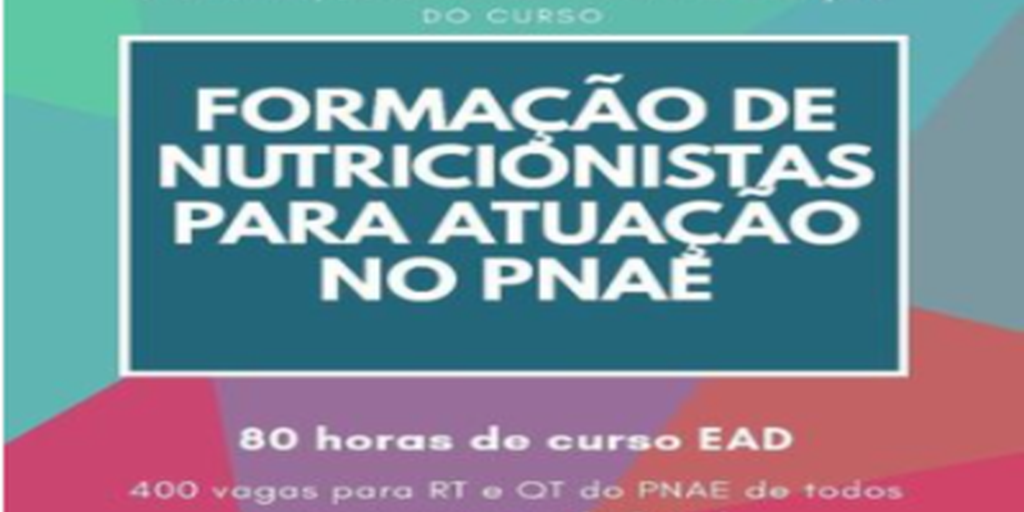 DO CURSO
FORMAÇÃO DE
NUTRICIONISTAS
PARA ATUAÇÃO
NO PNAE
80 horas de curso EAD
400 vagas para RT e QT do PNAE de todos